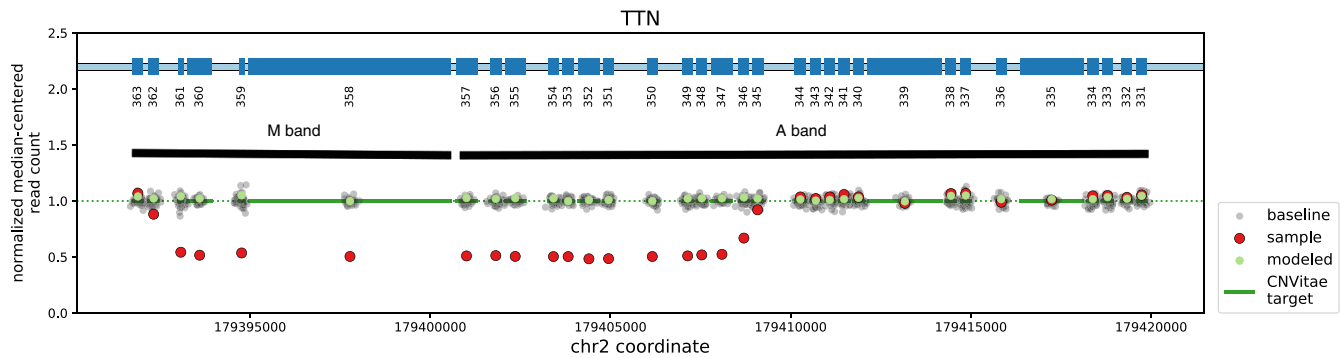 TTN
2.5
2.0
1.5
1.0
0.5
0.0
normalized median-centered
read count
363 362 361 360 359 358 357 356 355 354 353 352 351 350 349 348 347 346 345 344 343 342 341 340 339 338 337 336 335 334 333 332 331
M band
A band
179395000 179400000 179405000 179410000 179415000 179420000
chr2 coordinate
baseline
sample
modeled
CNVitae
target